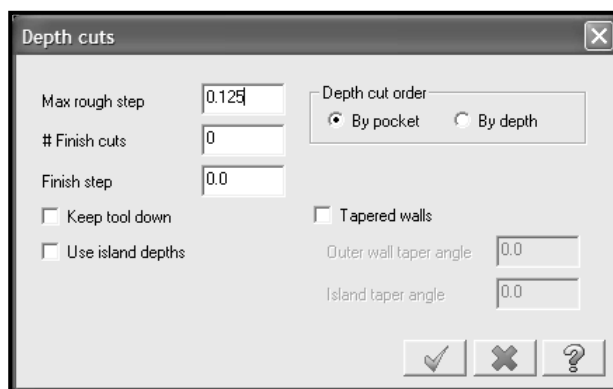 Depth cuts
Max rough step 0.125
# Finish cuts 0
Finish step 0.0
Keep tool down
Use island depths
Depth cut order
By pocket By depth
Tapered walls
Outer wall taper angle 0.0
Island taper angle 0.0
?